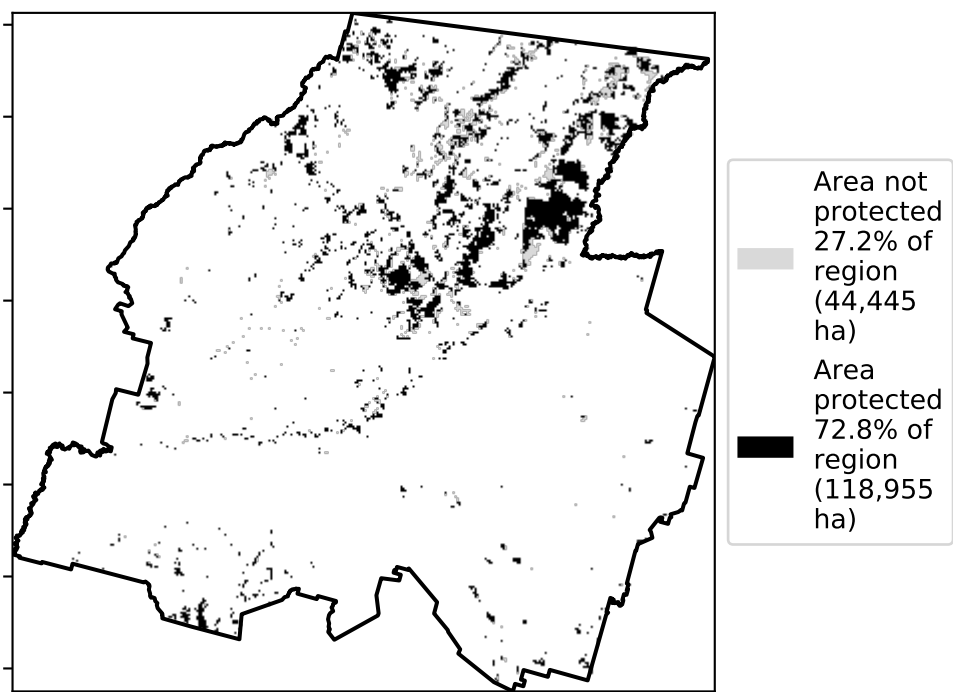 Area not
protected
27.2% of
region
(44,445
ha)
Area
protected
72.8% of
region
(118,955
ha)